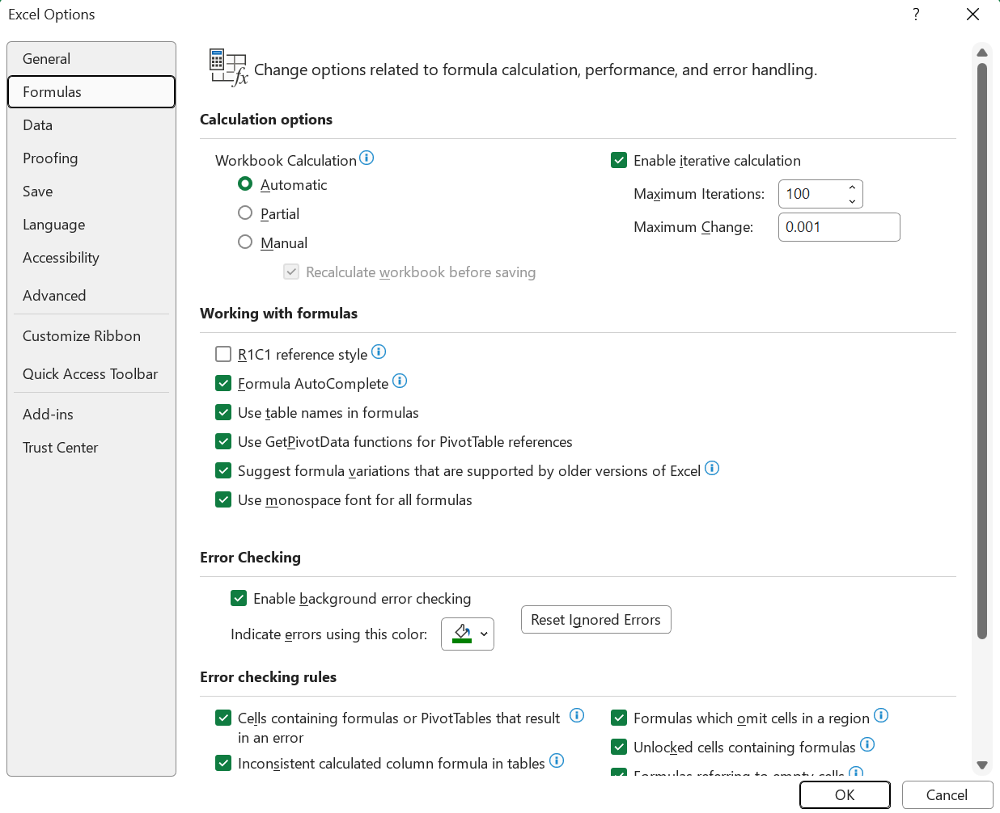 Excel Options
?
General
Formulas
Data
Proofing
Save
Language
Accessibility
Advanced
Customize Ribbon
Quick Access Toolbar
Add-ins
Trust Center
fx Change options related to formula calculation, performance, and error handling.
Calculation options
Workbook Calculation
Automatic
Partial
Manual
Recalculate workbook before saving
Enable iterative calculation
Maximum Iterations: 100
Maximum Change: 0.001
Working with formulas
R1C1 reference style
Formula AutoComplete
Use table names in formulas
Use GetPivotData functions for PivotTable references
Suggest formula variations that are supported by older versions of Excel
Use monospace font for all formulas
Error Checking
Enable background error checking
Indicate errors using this color:
Reset Ignored Errors
Error checking rules
Cells containing formulas or PivotTables that result
in an error
Inconsistent calculated column formula in tables
Formulas which omit cells in a region
Unlocked cells containing formulas
Formulas referring to empty cells
OK
Cancel